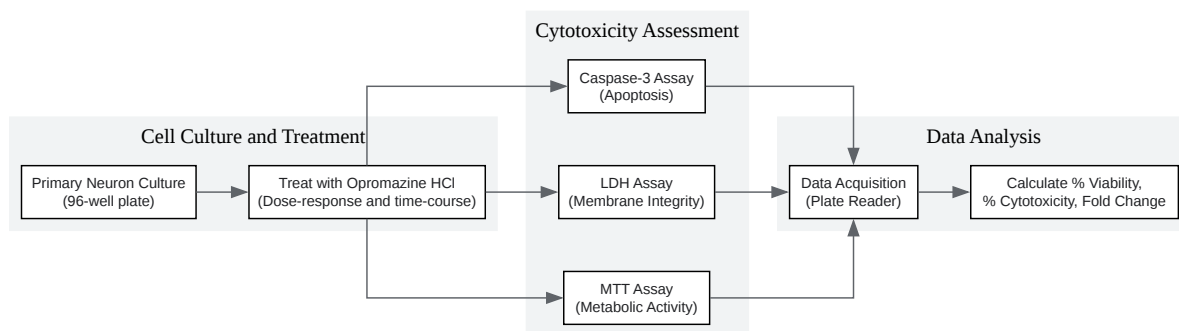 Cell Culture and Treatment
Primary Neuron Culture
(96-well plate)
Treat with Opromazine HCl
(Dose-response and time-course)
Cytotoxicity Assessment
Caspase-3 Assay
(Apoptosis)
LDH Assay
(Membrane Integrity)
MTT Assay
(Metabolic Activity)
Data Analysis
Data Acquisition
(Plate Reader)
Calculate % Viability,
% Cytotoxicity, Fold Change